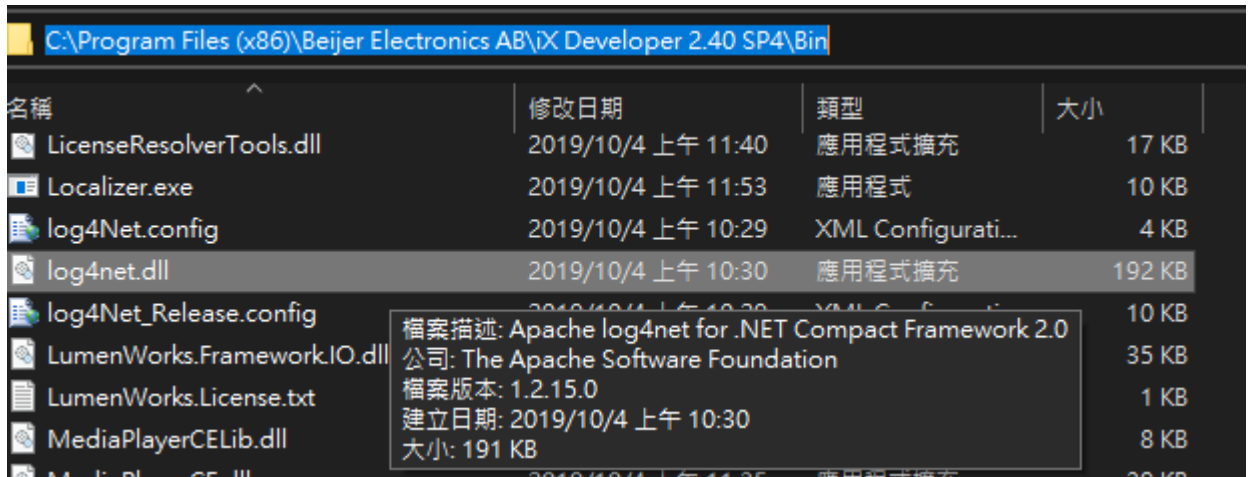 C:\Program Files (x86)\Beijer Electronics AB\iX Developer 2.40 SP4\Bin
名稱 修改日期 類型 大小
LicenseResolverTools.dll 2019/10/4 上午 11:40 應用程式擴充 17 KB
Localizer.exe 2019/10/4 上午 11:53 應用程式 10 KB
log4Net.config 2019/10/4 上午 10:29 XML Configurati... 4 KB
log4net.dll 2019/10/4 上午 10:30 應用程式擴充 192 KB
log4Net_Release.config 10 KB
檔案描述: Apache log4net for .NET Compact Framework 2.0
LumenWorks.Framework.IO.dll 35 KB
公司: The Apache Software Foundation
檔案版本: 1.2.15.0
LumenWorks.License.txt 1 KB
建立日期: 2019/10/4 上午 10:30
MediaPlayerCELib.dll 8 KB
大小: 191 KB